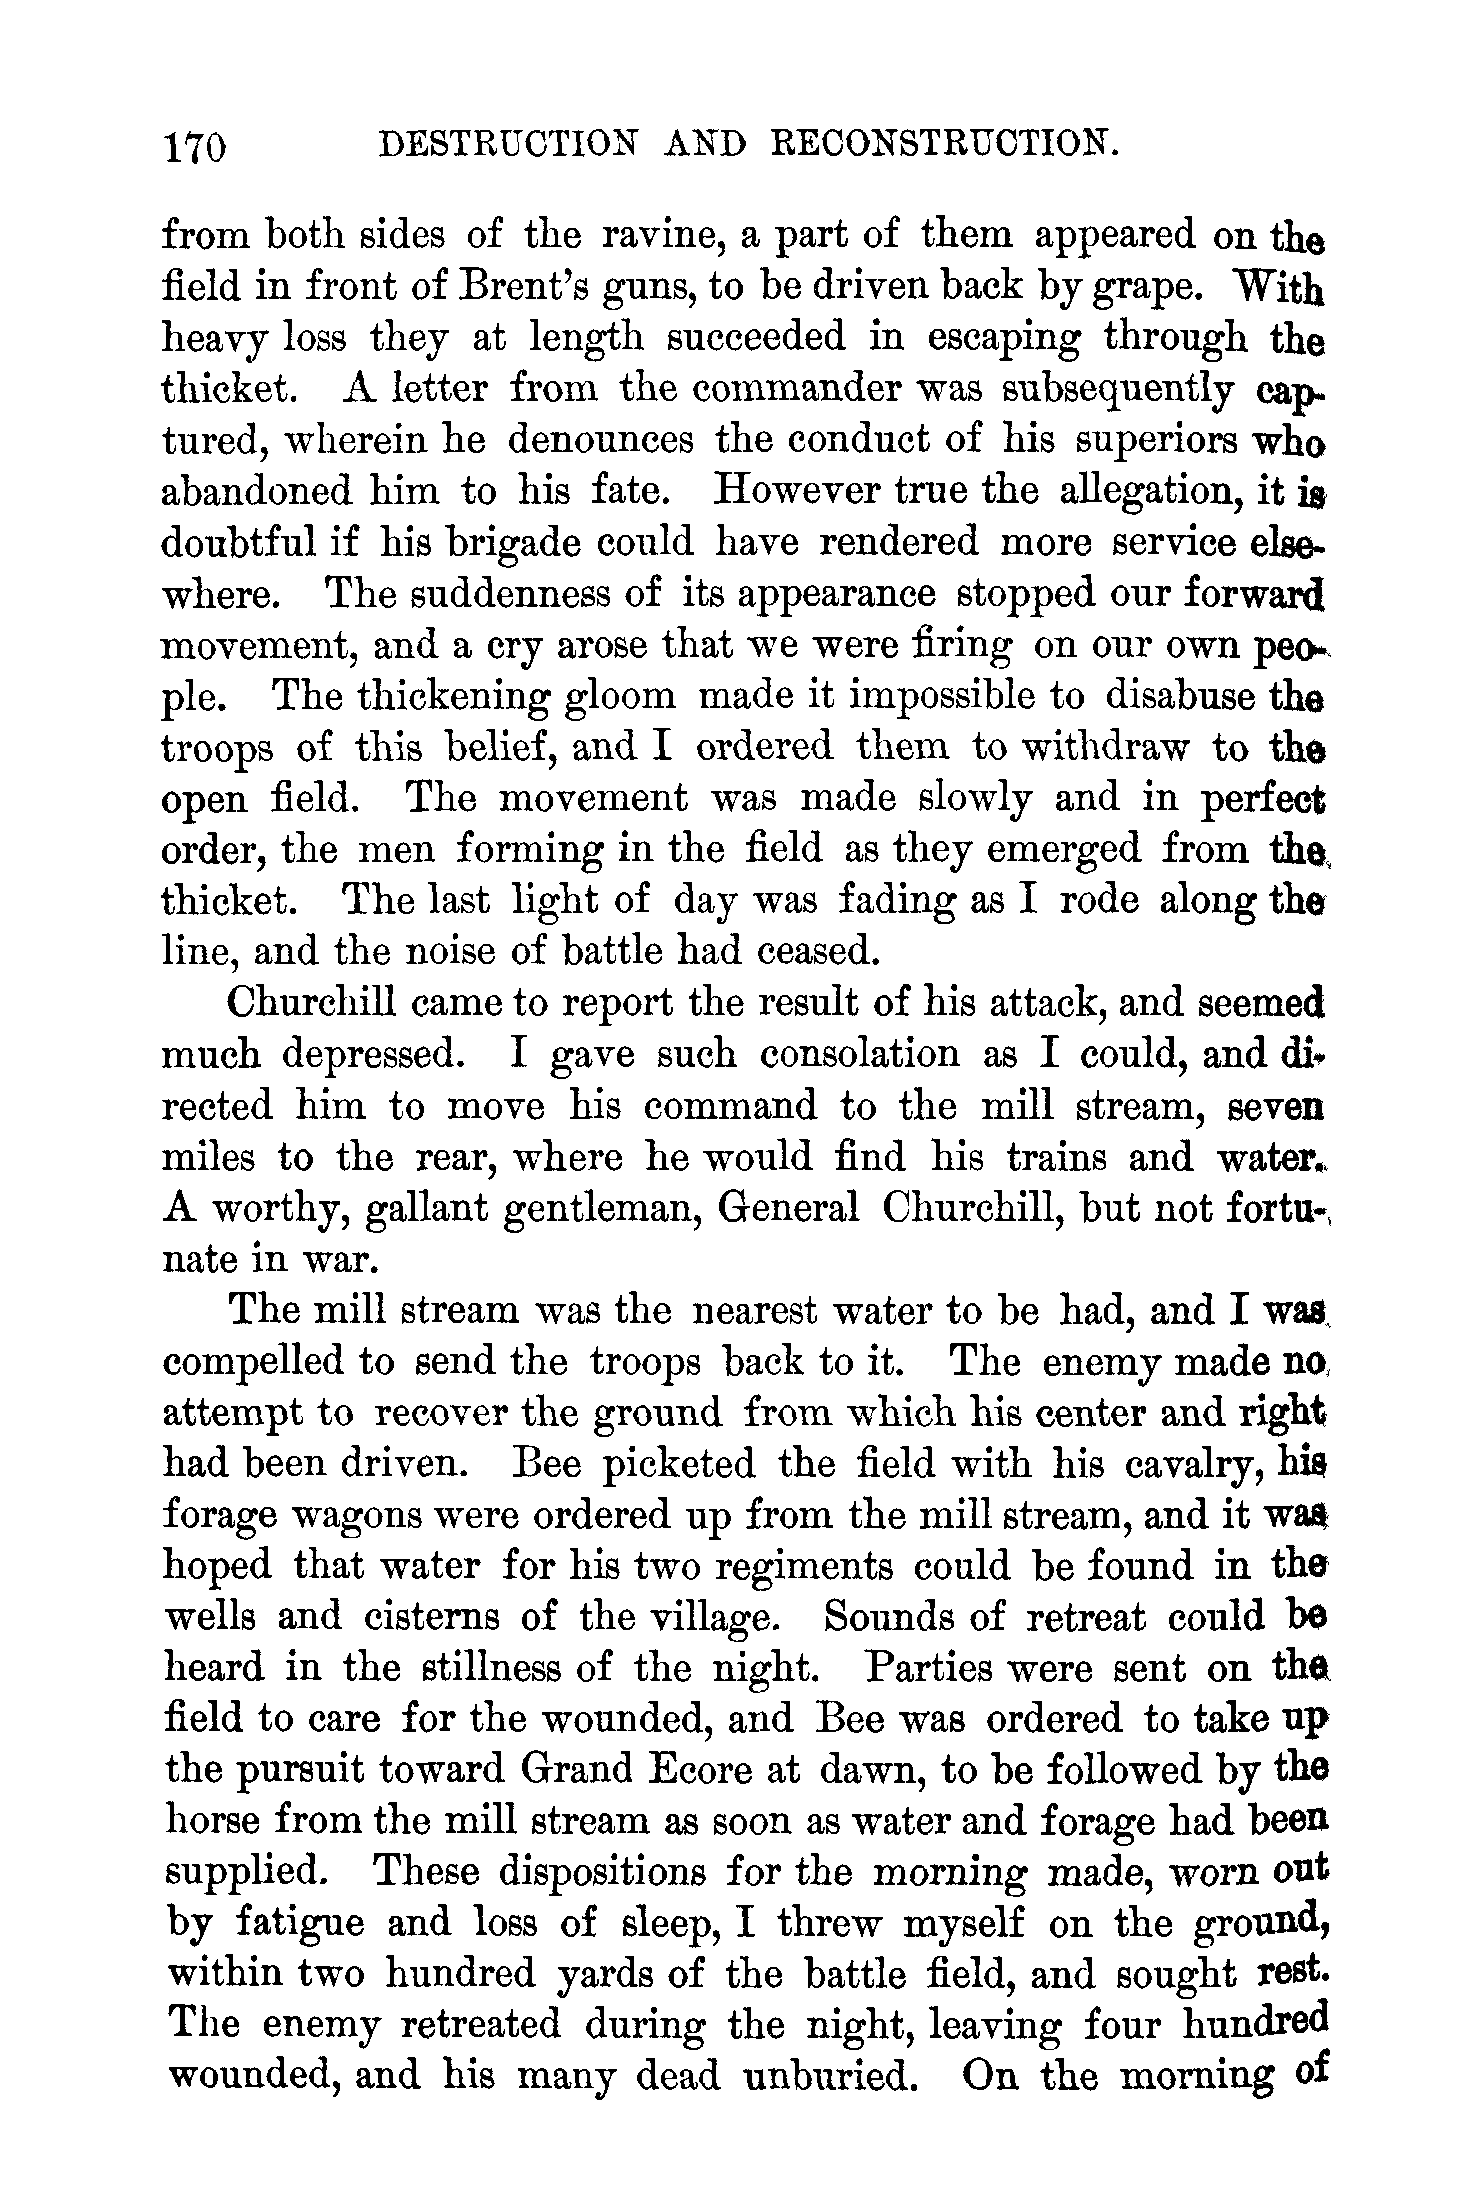 170 DESTRUCTION AND RECONSTRUCTION.
from both sides of the ravine, a part of them appeared on the
field in front of Brent's guns, to be driven back by grape. With
heavy loss they at length succeeded in escaping through the
thicket. A letter from the commander was subsequently cap-
tured, wherein he denounces the conduct of his superiors who
abandoned him to his fate. However true the allegation, it is
doubtful if his brigade could have rendered more service else-
where. The suddenness of its appearance stopped our forward
movement, and a cry arose that we were firing on our own peo-
ple. The thickening gloom made it impossible to disabuse the
troops of this belief, and I ordered them to withdraw to the
open field. The movement was made slowly and in perfect
order, the men forming in the field as they emerged from the
thicket. The last light of day was fading as I rode along the
line, and the noise of battle had ceased.
Churchill came to report the result of his attack, and seemed
much depressed. I gave such consolation as I could, and di-
rected him to move his command to the mill stream, seven
miles to the rear, where he would find his trains and water.
A worthy, gallant gentleman, General Churchill, but not fortu-
nate in war.
The mill stream was the nearest water to be had, and I was
compelled to send the troops back to it. The enemy made no
attempt to recover the ground from which his center and right
had been driven. Bee picketed the field with his cavalry, his
forage wagons were ordered up from the mill stream, and it was
hoped that water for his two regiments could be found in the
wells and cisterns of the village. Sounds of retreat could be
heard in the stillness of the night. Parties were sent on the
field to care for the wounded, and Bee was ordered to take up
the pursuit toward Grand Ecore at dawn, to be followed by the
horse from the mill stream as soon as water and forage had been
supplied. These dispositions for the morning made, worn out
by fatigue and loss of sleep, I threw myself on the ground,
within two hundred yards of the battle field, and sought rest.
The enemy retreated during the night, leaving four hundred
wounded, and his many dead unburied. On the morning of